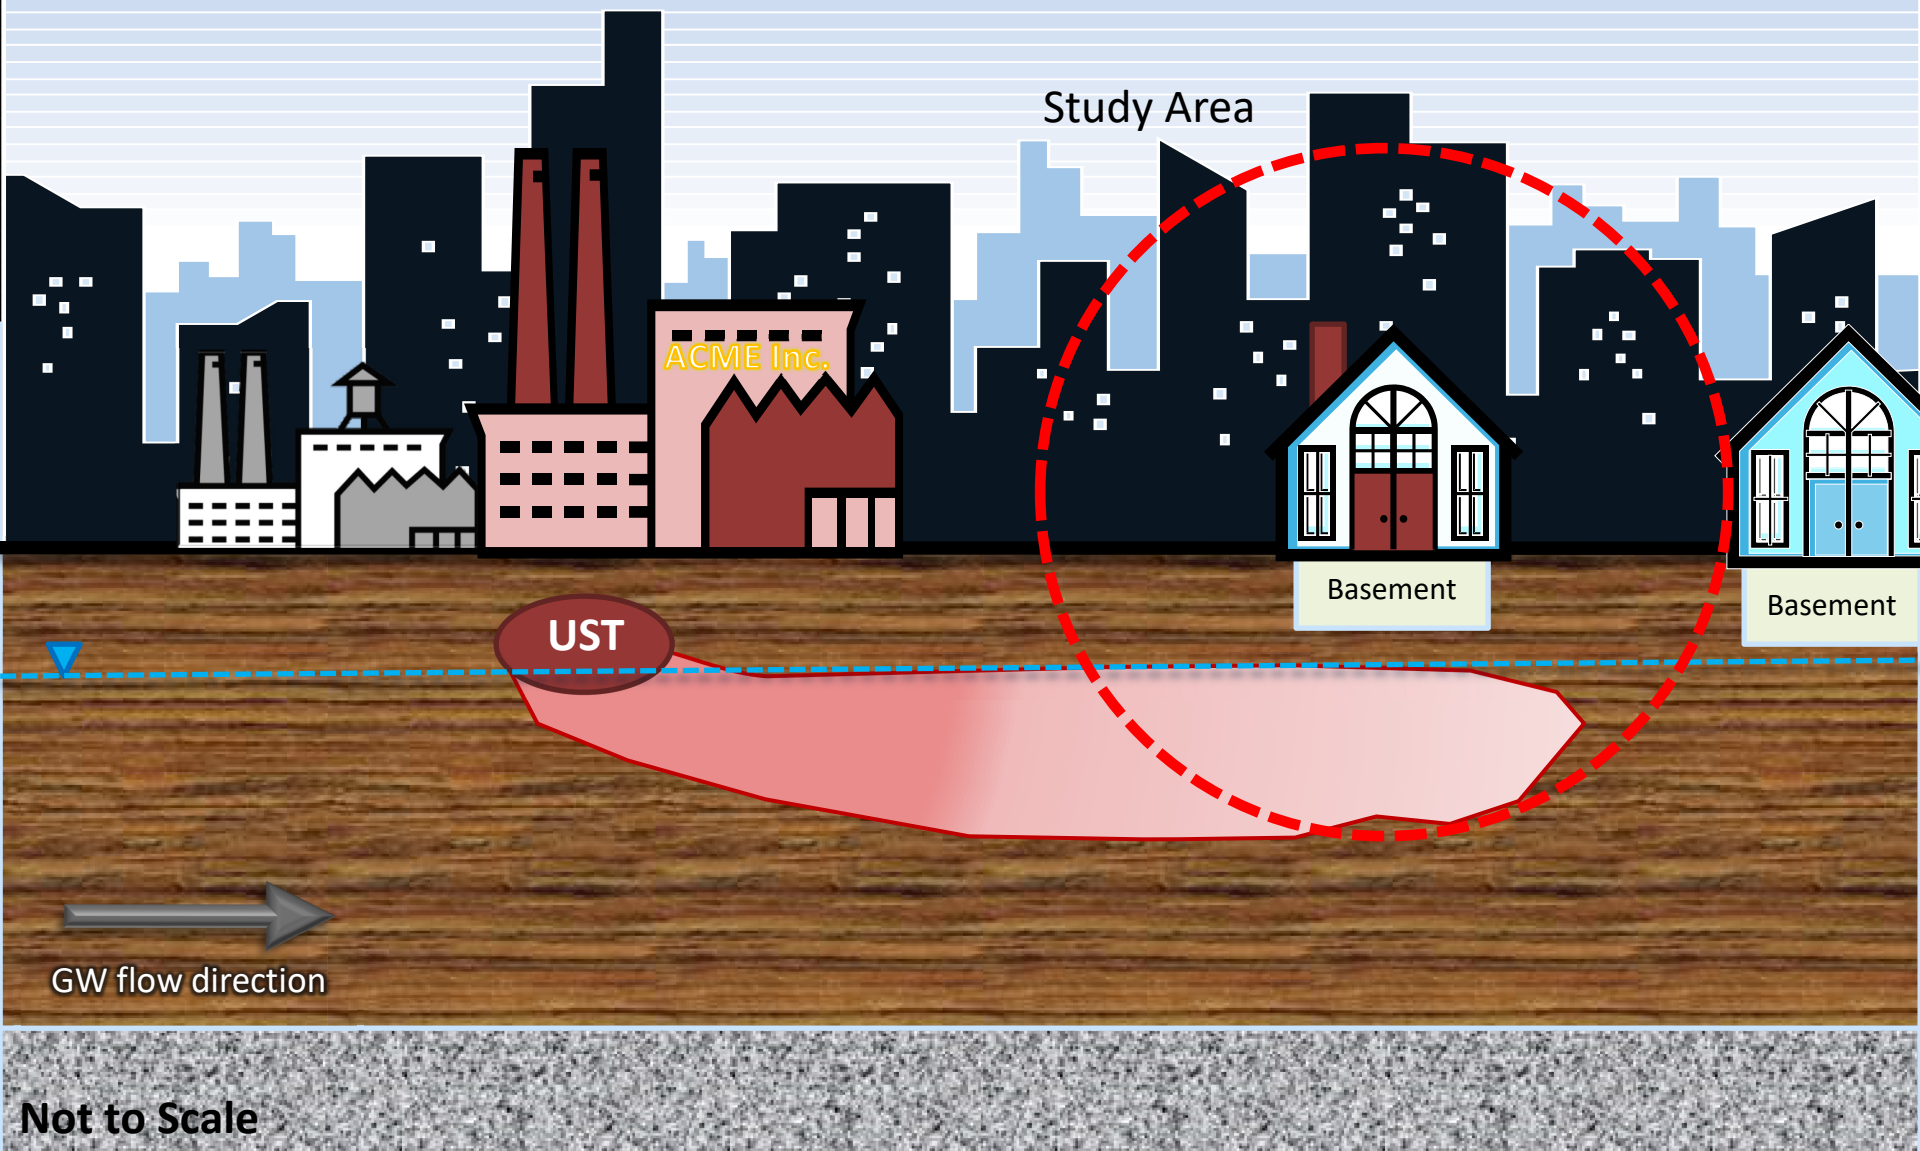 Study Area
ACME Inc.
Basement
Basement
UST
GW flow direction
Not to Scale